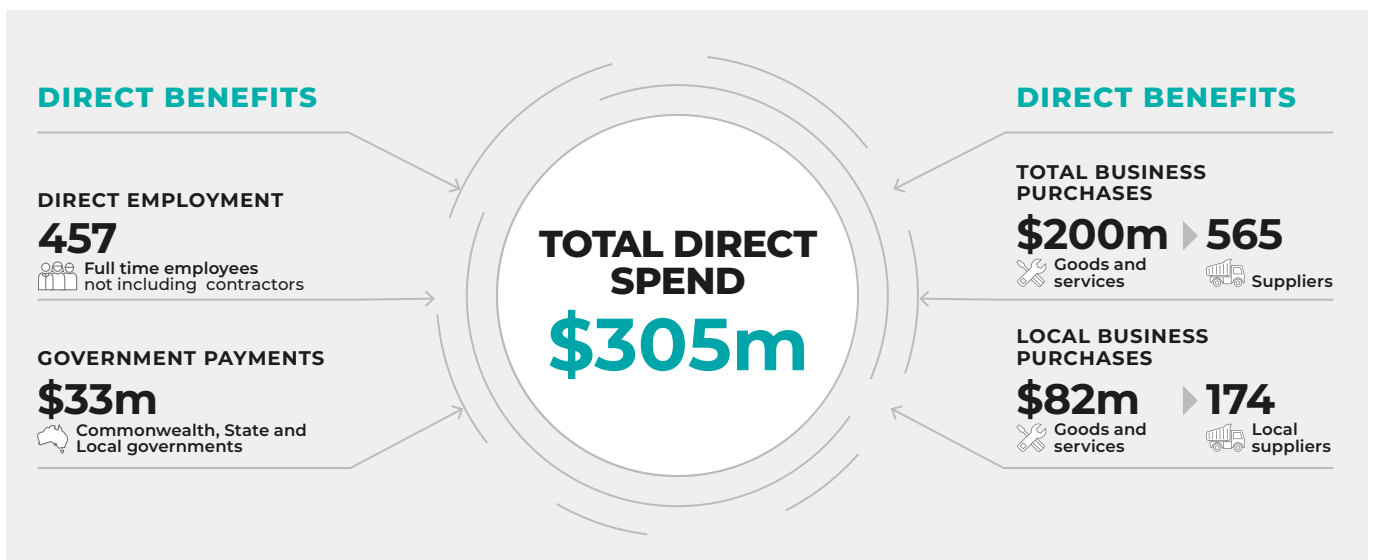 DIRECT BENEFITS
DIRECT EMPLOYMENT
457
Full time employees
not including contractors
GOVERNMENT PAYMENTS
$33m
Commonwealth, State and
Local governments
TOTAL DIRECT
SPEND
$305m
DIRECT BENEFITS
TOTAL BUSINESS
PURCHASES
$200m 565
Goods and
services
Suppliers
LOCAL BUSINESS
PURCHASES
$82m 174
Goods and
services
Local
suppliers